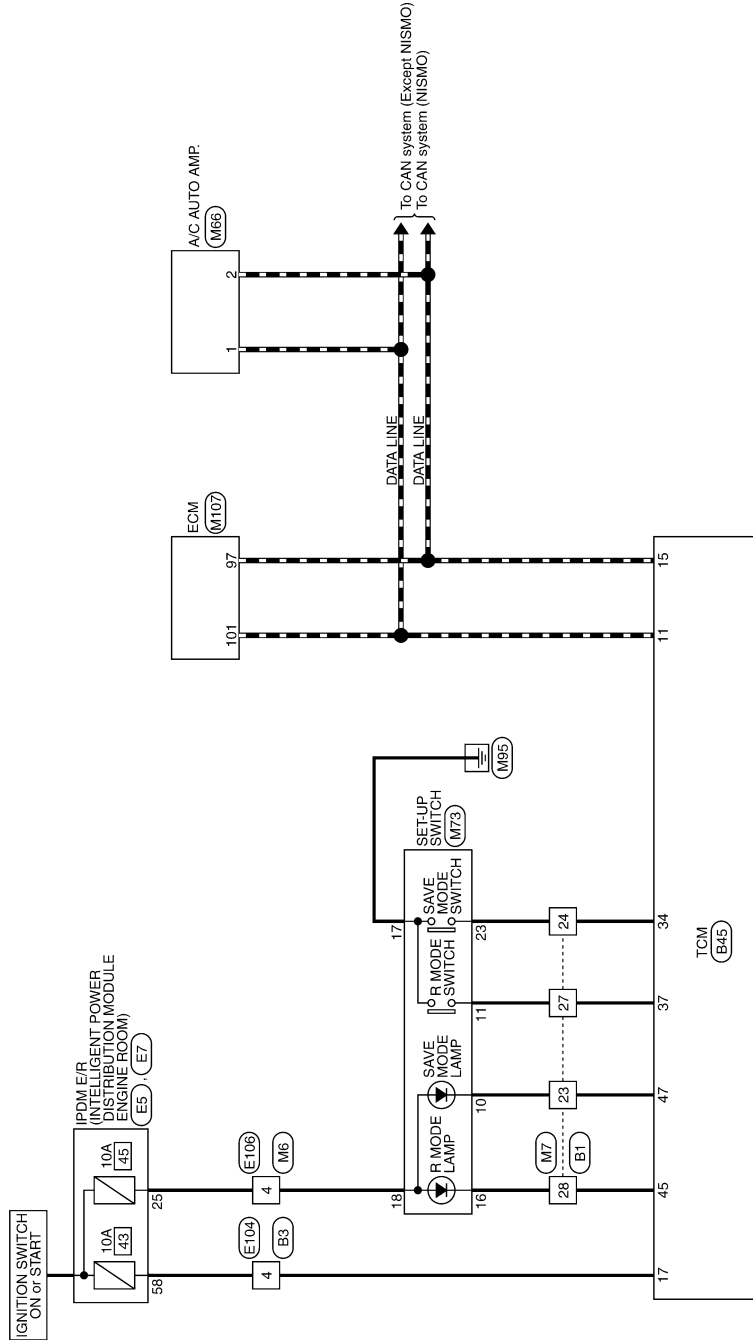 IGNITION SWITCH
ON or START
10A
43
10A
45
IPDM E/R
(INTELLIGENT POWER
DISTRIBUTION MODULE
ENGINE ROOM)
E5 , E7
58
25
4
E104
B3
4
E106
M6
18
R MODE
LAMP
SAVE
MODE
LAMP
R MODE
SWITCH
SAVE
MODE
SWITCH
17
SET-UP
SWITCH
M73
M95
16
10
11
23
28
M7
B1
23
27
24
17
45
47
37
34
11
15
TCM
B45
ECM
M107
101
97
DATA LINE
DATA LINE
A/C AUTO AMP.
M66
1
2
To CAN system (Except NISMO)
To CAN system (NISMO)